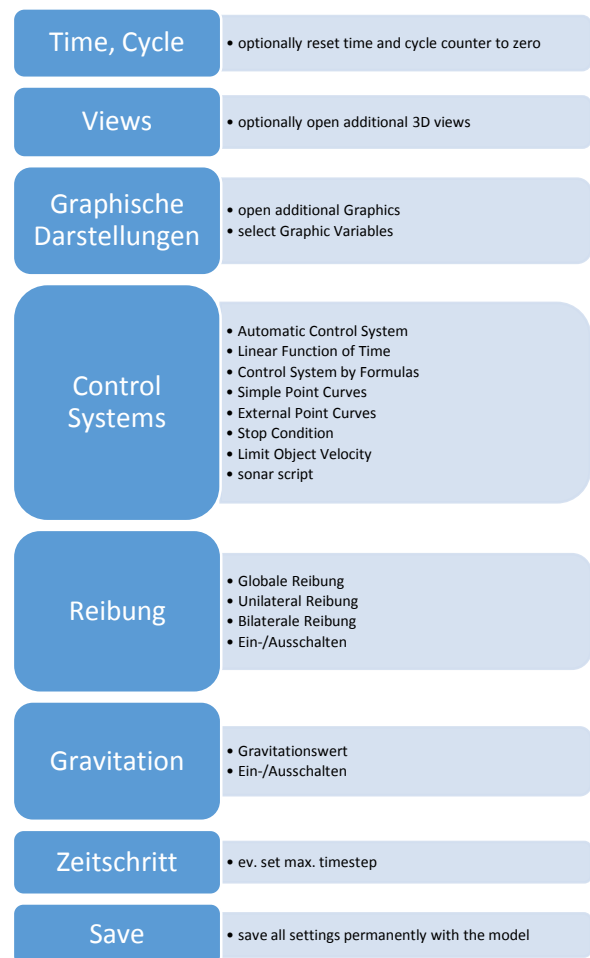 Time, Cycle
• optionally reset time and cycle counter to zero
Views
• optionally open additional 3D views
Graphische
Darstellungen
• open additional Graphics
• select Graphic Variables
Control
Systems
• Automatic Control System
• Linear Function of Time
• Control System by Formulas
• Simple Point Curves
• External Point Curves
• Stop Condition
• Limit Object Velocity
• sonar script
Reibung
• Globale Reibung
• Unilateral Reibung
• Bilaterale Reibung
• Ein-/Ausschalten
Gravitation
• Gravitationswert
• Ein-/Ausschalten
Zeitschritt
• ev. set max. timestep
Save
• save all settings permanently with the model